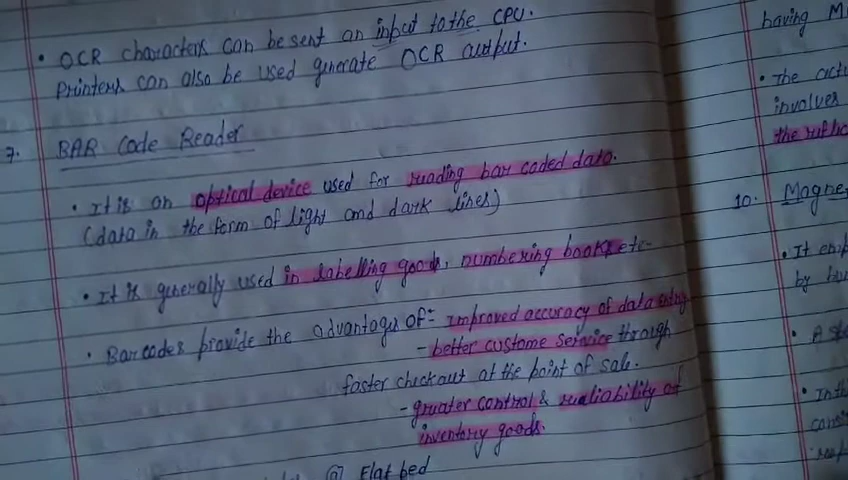 • OCR characters can be sent an input to the CPU.
Printers can also be used generate OCR output.
7. BAR Code Reader
• It is an optical device used for reading bar coded data.
(data in the form of light and dark lines)
• It is generally used in labelling goods, numbering books etc.
• Barcodes provide the advantages of:- improved accuracy of data entry
- better custome service through
faster checkout at the point of sale.
- greater control & realiability of
inventory goods.
Flat bed
having
• The
involves
the
10.
• It
by
• A
• In